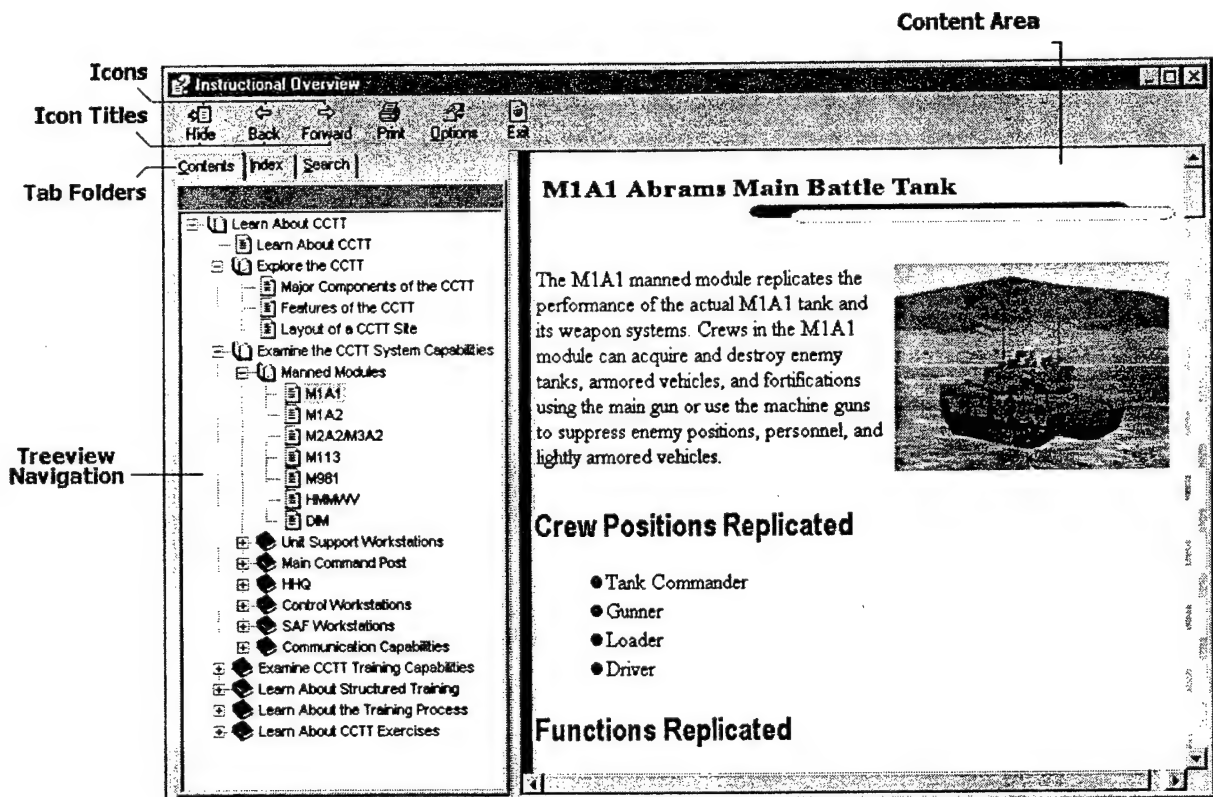 Content Area
Icons
Instructional Overview
Icon Titles
Hide Back Forward Print Options Exit
Tab Folders
Contents Index Search
M1A1 Abrams Main Battle Tank
Learn About CCTT
Learn About CCTT
Explore the CCTT
Major Components of the CCTT
Features of the CCTT
Layout of a CCTT Site
Examine the CCTT System Capabilities
Manned Modules
M1A1
M1A2
M2A2/M3A2
M113
M981
HMMWV
DIM
Unit Support Workstations
Main Command Post
HHQ
Control Workstations
SAF Workstations
Communication Capabilities
Examine CCTT Training Capabilities
Learn About Structured Training
Learn About the Training Process
Learn About CCTT Exercises
Treeview
Navigation
The M1A1 manned module replicates the
performance of the actual M1A1 tank and
its weapon systems. Crews in the M1A1
module can acquire and destroy enemy
tanks, armored vehicles, and fortifications
using the main gun or use the machine guns
to suppress enemy positions, personnel, and
lightly armored vehicles.
Crew Positions Replicated
Tank Commander
Gunner
Loader
Driver
Functions Replicated